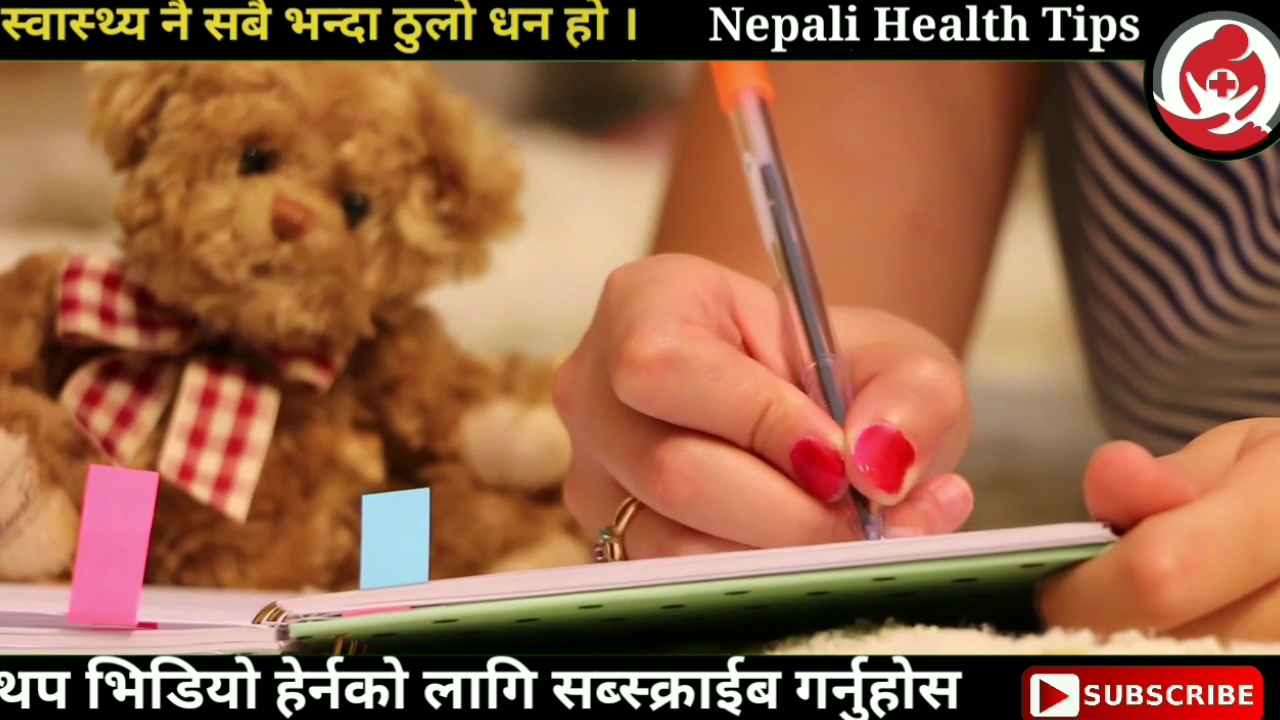 स्वास्थ्य नै सबै भन्दा ठुलो धन हो ।
Nepali Health Tips
थप भिडियो हेर्नको लागि सब्स्क्राईब गर्नुहोस
SUBSCRIBE